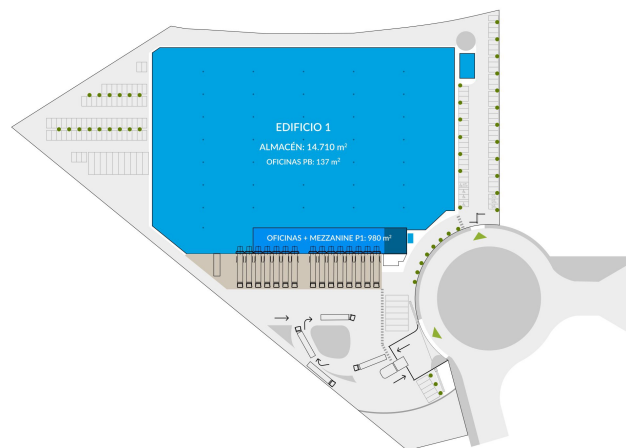 EDIFICIO 1
ALMACÉN: 14.710 m²
OFICINAS PB: 137 m²
OFICINAS + MEZZANINE P1: 980 m²